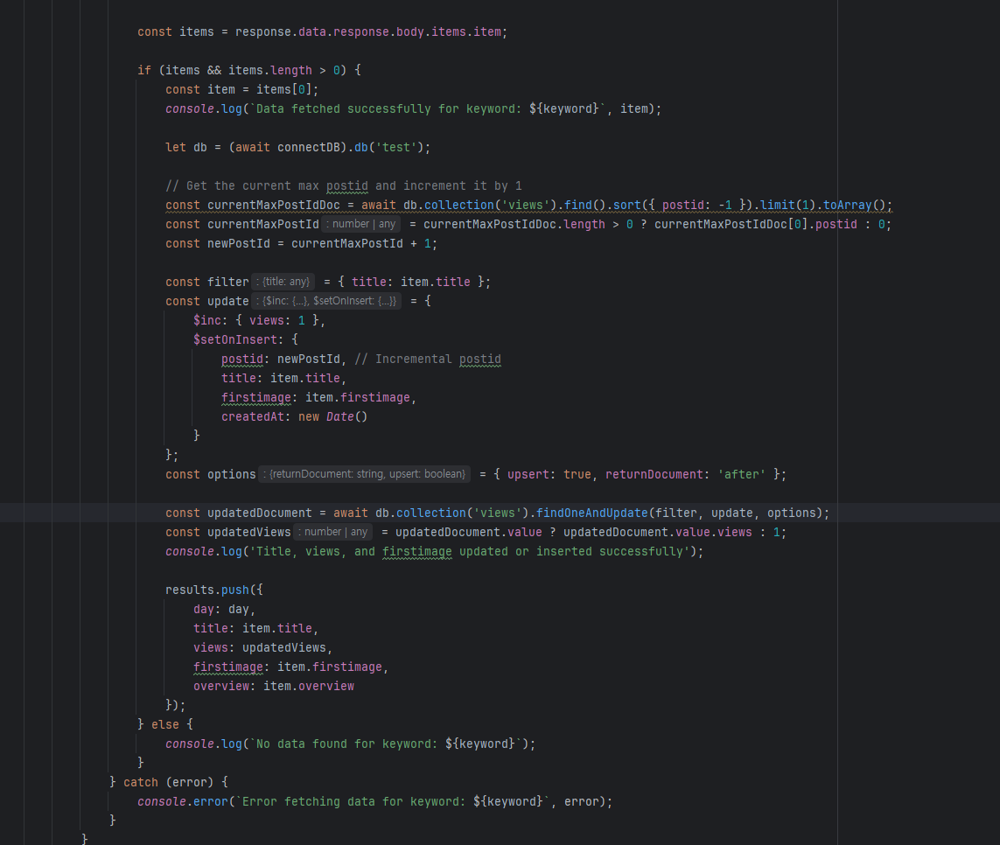 const items = response.data.response.body.items.item;
if (items && items.length > 0) {
const item = items[0];
console.log(`Data fetched successfully for keyword: ${keyword}`, item);
let db = (await connectDB).db('test');
// Get the current max postid and increment it by 1
const currentMaxPostIdDoc = await db.collection('views').find().sort({ postid: -1 }).limit(1).toArray();
const currentMaxPostId : number | any = currentMaxPostIdDoc.length > 0 ? currentMaxPostIdDoc[0].postid : 0;
const newPostId = currentMaxPostId + 1;
const filter : {title: any} = { title: item.title };
const update : {$inc: {...}, $setOnInsert: {...}} = {
$inc: { views: 1 },
$setOnInsert: {
postid: newPostId, // Incremental postid
title: item.title,
firstimage: item.firstimage,
createdAt: new Date()
}
};
const options : {returnDocument: string, upsert: boolean} = { upsert: true, returnDocument: 'after' };
const updatedDocument = await db.collection('views').findOneAndUpdate(filter, update, options);
const updatedViews : number | any = updatedDocument.value ? updatedDocument.value.views : 1;
console.log('Title, views, and firstimage updated or inserted successfully');
results.push({
day: day,
title: item.title,
views: updatedViews,
firstimage: item.firstimage,
overview: item.overview
});
} else {
console.log(`No data found for keyword: ${keyword}`);
}
} catch (error) {
console.error(`Error fetching data for keyword: ${keyword}`, error);
}
}